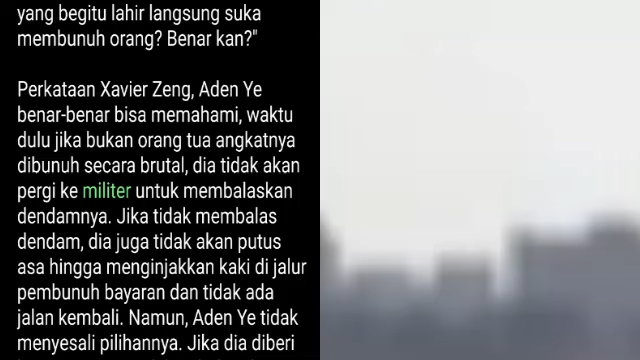 yang begitu lahir langsung suka
membunuh orang? Benar kan?"
Perkataan Xavier Zeng, Aden Ye
benar-benar bisa memahami, waktu
dulu jika bukan orang tua angkatnya
dibunuh secara brutal, dia tidak akan
pergi ke militer untuk membalaskan
dendamnya. Jika tidak membalas
dendam, dia juga tidak akan putus
asa hingga menginjakkan kaki di jalur
pembunuh bayaran dan tidak ada
jalan kembali. Namun, Aden Ye tidak
menyesali pilihannya. Jika dia diberi